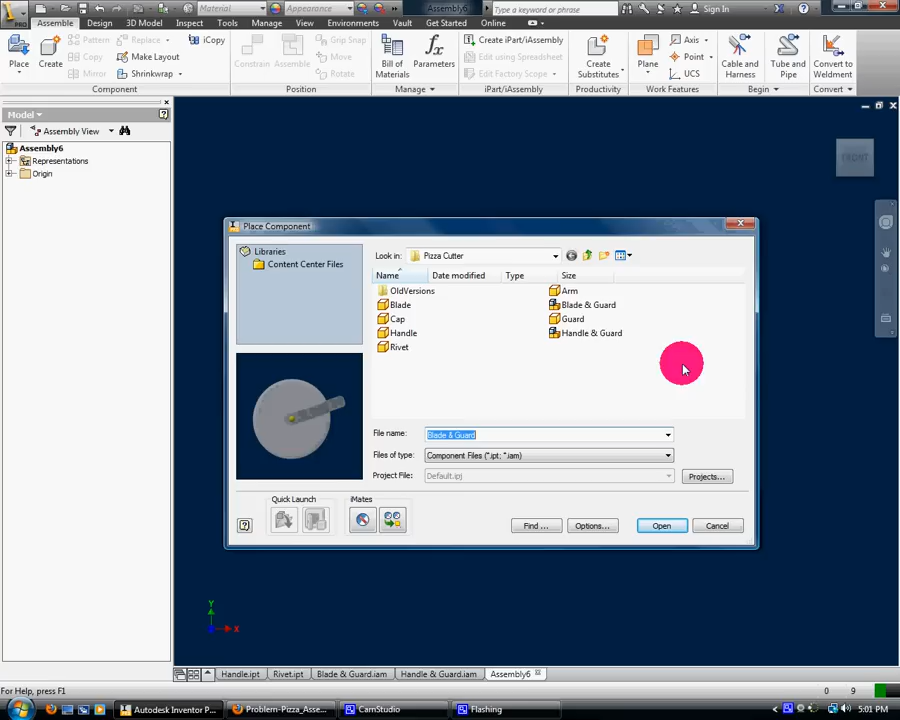 Material
Appearance
Assembly6
Type a keyword or phrase
Sign In
PRO
Assemble Design 3D Model Inspect Tools Manage View Environments Vault Get Started Online
Place
Create
Pattern
Copy
Mirror
Replace
Make Layout
Shrinkwrap
iCopy
Component
Constrain
Assemble
Grip Snap
Move
Rotate
Position
Bill of
Materials
Parameters
Manage
Create iPart/iAssembly
Edit using Spreadsheet
Edit Factory Scope
iPart/iAssembly
Create
Substitutes
Productivity
Plane
Axis
Point
UCS
Work Features
Cable and
Harness
Tube and
Pipe
Begin
Convert to
Weldment
Convert
Model
Assembly View
Assembly6
Representations
Origin
FRONT
Place Component
Libraries
Content Center Files
Look in: Pizza Cutter
Name Date modified Type Size
OldVersions
Blade
Cap
Handle
Rivet
Arm
Blade & Guard
Guard
Handle & Guard
File name: Blade & Guard
Files of type: Component Files (*.ipt; *.iam)
Project File: Default.ipj
Projects...
Quick Launch
iMates
Find ...
Options...
Open
Cancel
Y
X
Handle.ipt Rivet.ipt Blade & Guard.iam Handle & Guard.iam Assembly6
For Help, press F1
0 9
Autodesk Inventor P...
Problem-Pizza_Asse...
CamStudio
Flashing
5:01 PM